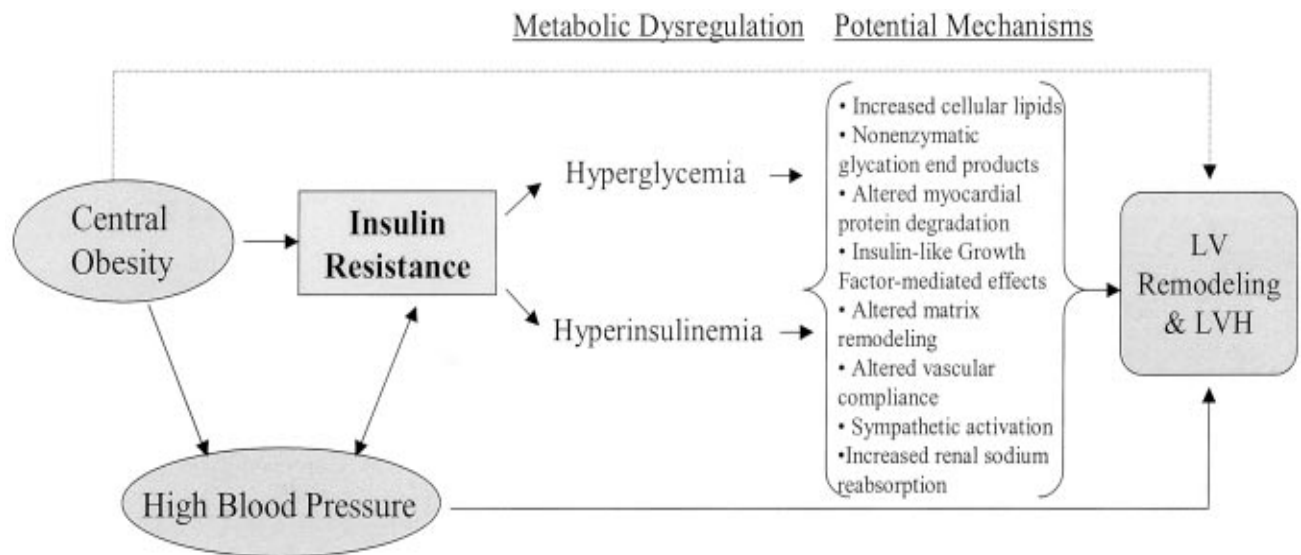 Metabolic Dysregulation Potential Mechanisms
Central
Obesity
Insulin
Resistance
High Blood Pressure
Hyperglycemia
Hyperinsulinemia
• Increased cellular lipids
• Nonenzymatic
glycation end products
• Altered myocardial
protein degradation
• Insulin-like Growth
Factor-mediated effects
• Altered matrix
remodeling
• Altered vascular
compliance
• Sympathetic activation
•Increased renal sodium
reabsorption
LV
Remodeling
& LVH